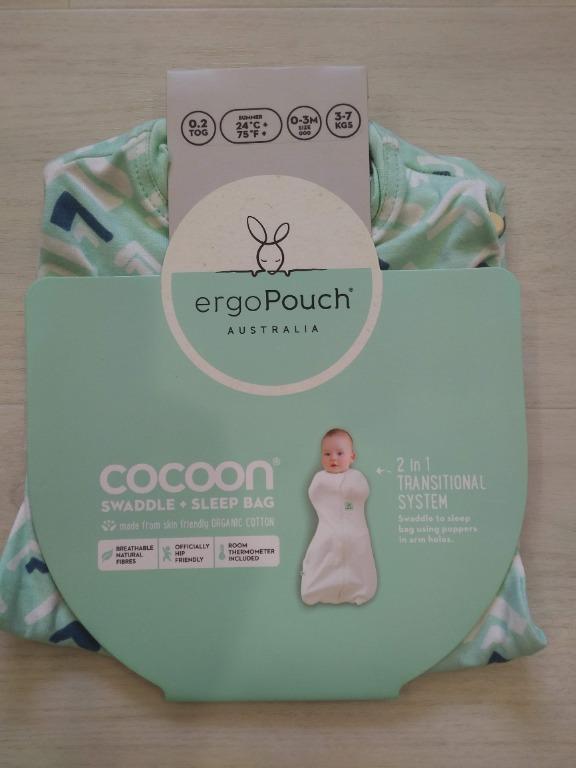 0.2
TOG
SUMMER
24°C +
75°F +
0-3M
SIZE
000
3-7
KGS
ergoPouch®
AUSTRALIA
cocoon®
SWADDLE + SLEEP BAG
made from skin friendly ORGANIC COTTON
BREATHABLE
NATURAL
FIBRES
OFFICIALLY
HIP
FRIENDLY
ROOM
THERMOMETER
INCLUDED
2 in 1
TRANSITIONAL
SYSTEM
Swaddle to sleep
bag using poppers
in arm holes.